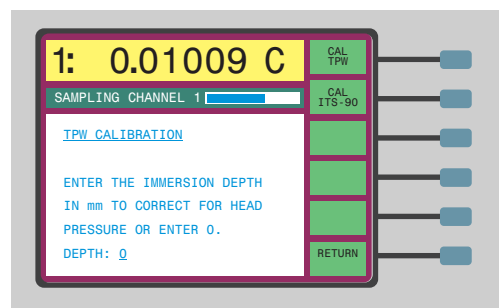 1: 0.01009 C
SAMPLING CHANNEL 1
TPW CALIBRATION
ENTER THE IMMERSION DEPTH
IN mm TO CORRECT FOR HEAD
PRESSURE OR ENTER 0.
DEPTH: 0
CAL
TPW
CAL
ITS-90
RETURN